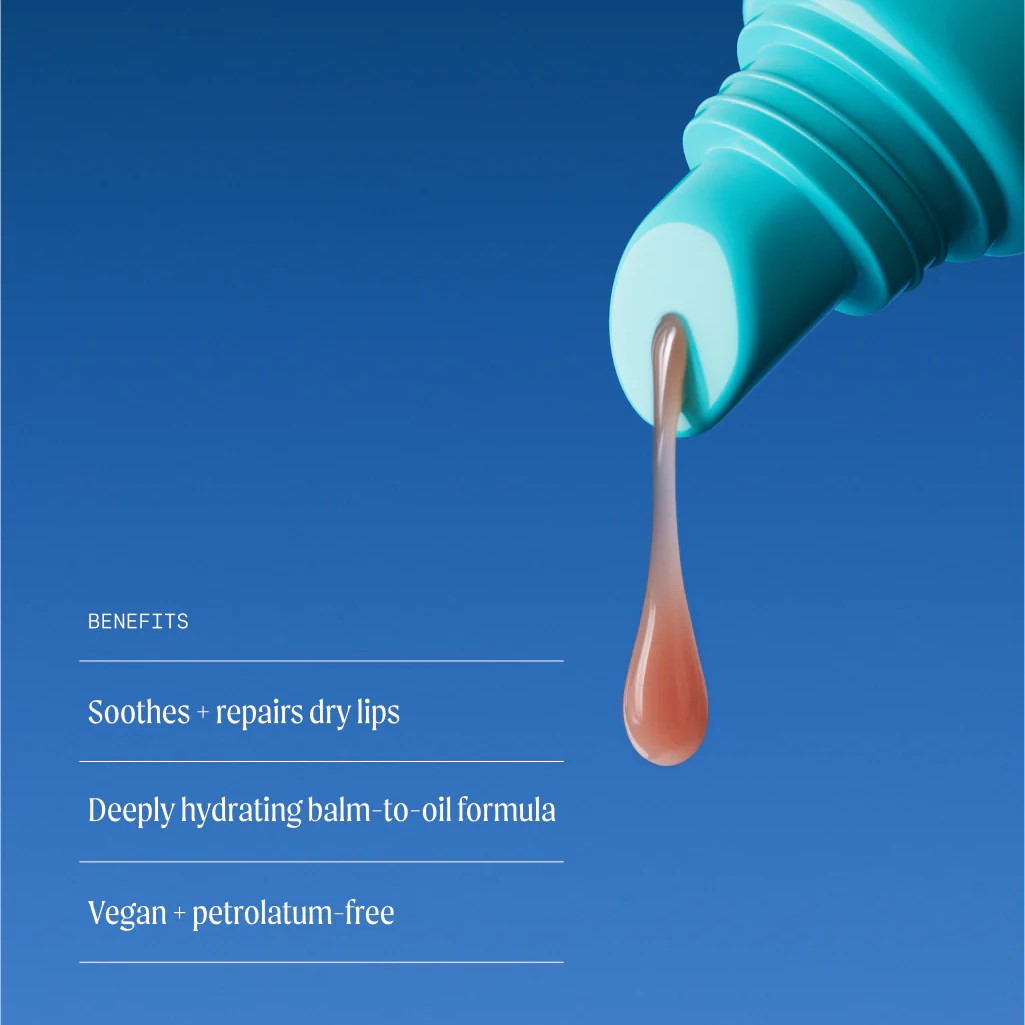 BENEFITS
Soothes + repairs dry lips
Deeply hydrating balm-to-oil formula
Vegan + petrolatum-free